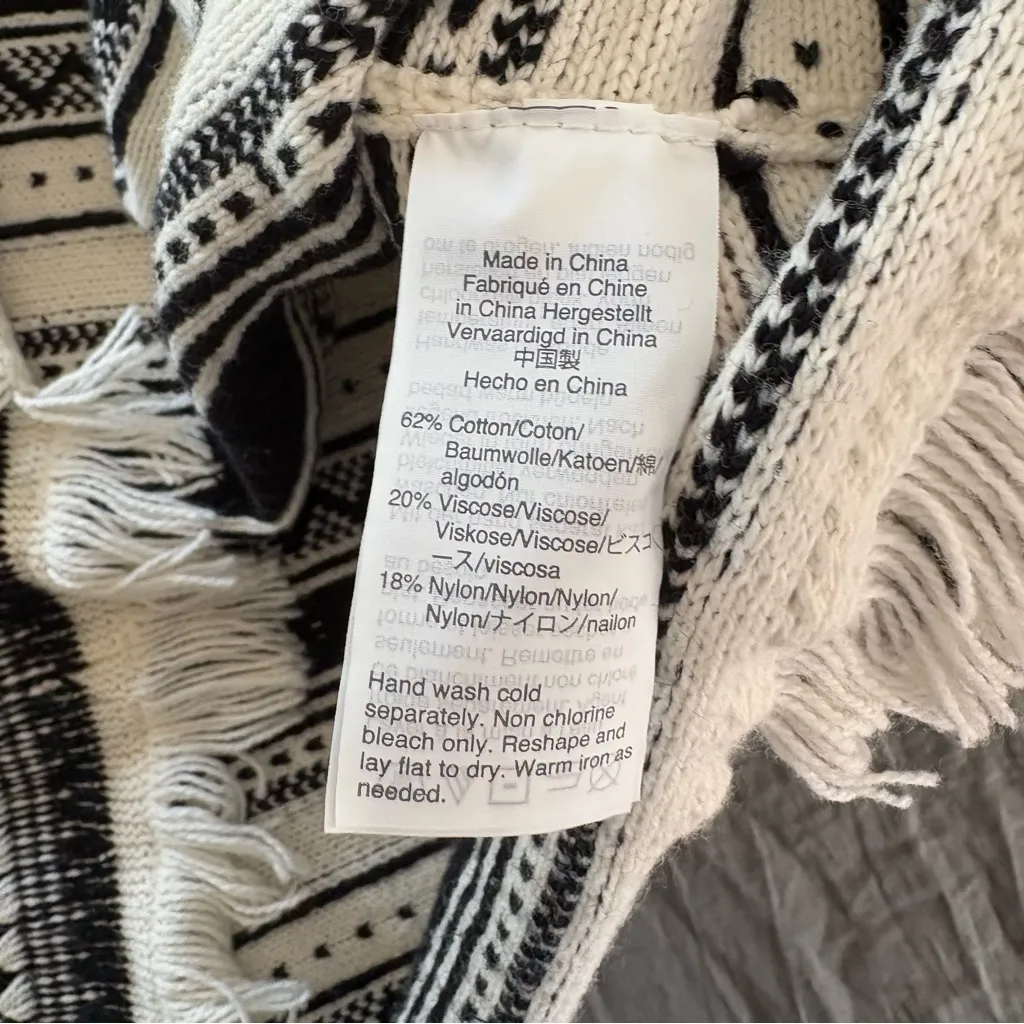 Made in China
Fabriqué en Chine
in China Hergestellt
Vervaardigd in China
中国製
Hecho en China
62% Cotton/Coton/
Baumwolle/Katoen/綿/
algodón
20% Viscose/Viscose/
Viskose/Viscose/ビスコ
ース/viscosa
18% Nylon/Nylon/Nylon/
Nylon/ナイロン/nailon
Hand wash cold
separately. Non chlorine
bleach only. Reshape and
lay flat to dry. Warm iron as
needed.